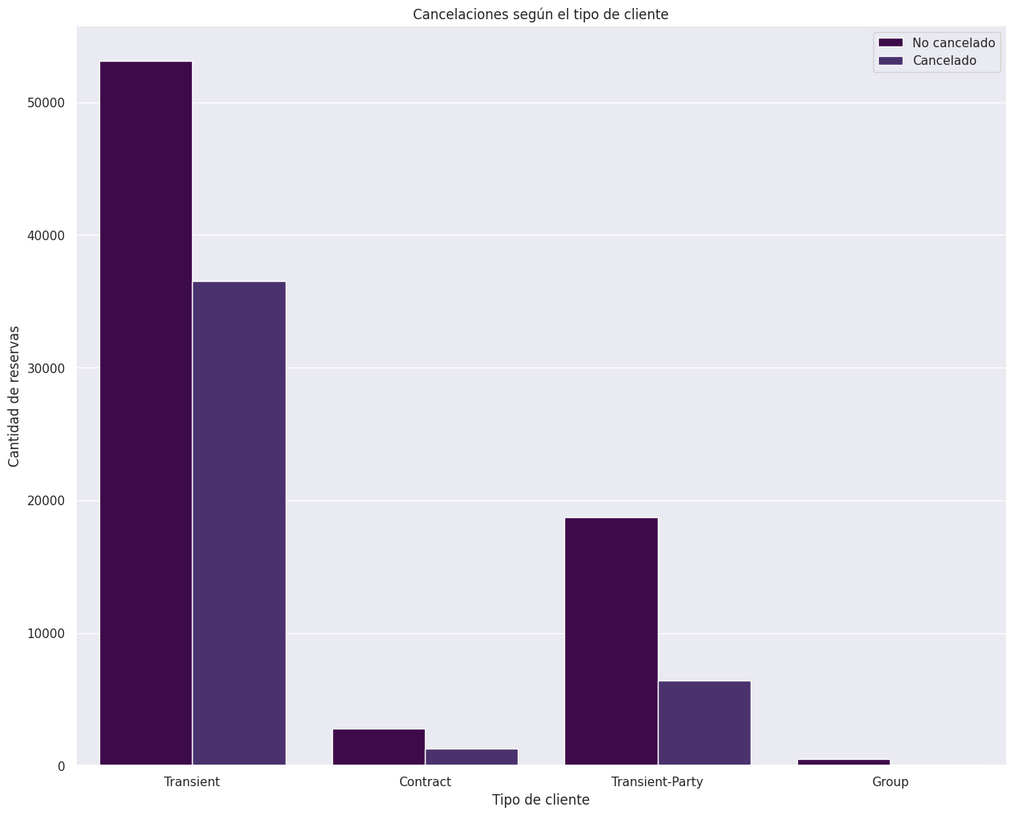 Cancelaciones según el tipo de cliente
No cancelado
Cancelado
Cantidad de reservas
50000
40000
30000
20000
10000
0
Transient Contract Transient-Party Group
Tipo de cliente